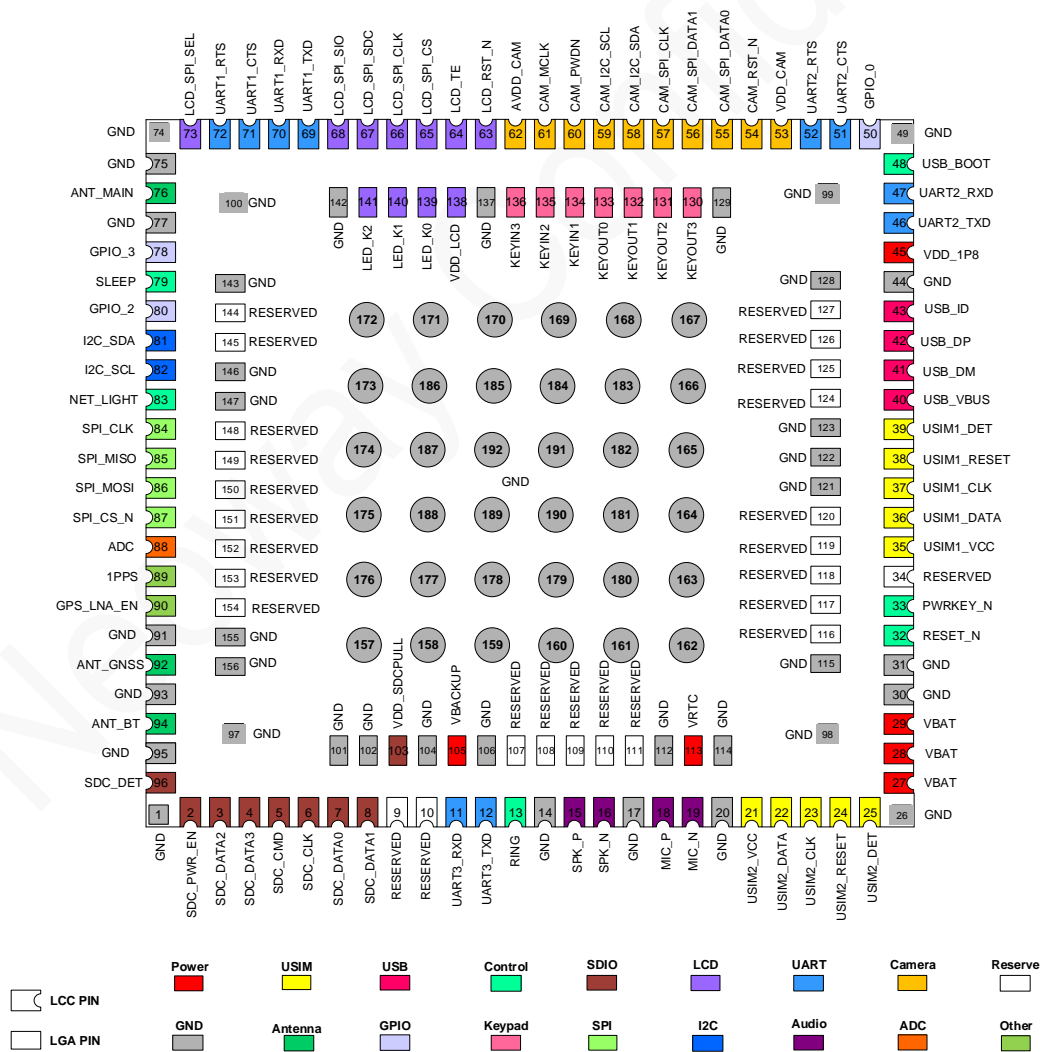 LCD_SPI_SEL
UART1_RTS
UART1_CTS
UART1_RXD
UART1_TXD
LCD_SPI_SIO
LCD_SPI_SDC
LCD_SPI_CLK
LCD_SPI_CS
LCD_TE
LCD_RST_N
AVDD_CAM
CAM_MCLK
CAM_PWDN
CAM_I2C_SCL
CAM_I2C_SDA
CAM_SPI_CLK
CAM_SPI_DATA1
CAM_SPI_DATA0
CAM_RST_N
VDD_CAM
UART2_RTS
UART2_CTS
GPIO_0
GND 74 73 72 71 70 69 68 67 66 65 64 63 62 61 60 59 58 57 56 55 54 53 52 51 50 49 GND
GND 75
48 USB_BOOT
ANT_MAIN 76
47 UART2_RXD
GND 77
46 UART2_TXD
GPIO_3 78
45 VDD_1P8
SLEEP 79
44 GND
GPIO_2 80
43 USB_ID
I2C_SDA 81
42 USB_DP
I2C_SCL 82
41 USB_DM
NET_LIGHT 83
40 USB_VBUS
SPI_CLK 84
39 USIM1_DET
SPI_MISO 85
38 USIM1_RESET
SPI_MOSI 86
37 USIM1_CLK
SPI_CS_N 87
36 USIM1_DATA
ADC 88
35 USIM1_VCC
1PPS 89
34 RESERVED
GPS_LNA_EN 90
33 PWRKEY_N
GND 91
32 RESET_N
ANT_GNSS 92
31 GND
GND 93
30 GND
ANT_BT 94
29 VBAT
GND 95
28 VBAT
SDC_DET 96
27 VBAT
100 GND
142 141 140 139 138 137 136 135 134 133 132 131 130 129
GND
LED_K2
LED_K1
LED_K0
VDD_LCD
GND
KEYIN3
KEYIN2
KEYIN1
KEYOUT0
KEYOUT1
KEYOUT2
KEYOUT3
GND
GND 99
143 GND
144 RESERVED
145 RESERVED
146 GND
147 GND
148 RESERVED
149 RESERVED
150 RESERVED
151 RESERVED
152 RESERVED
153 RESERVED
154 RESERVED
155 GND
156 GND
97 GND
172 171 170 169 168 167
173 186 185 184 183 166
174 187 192 191 182 165
GND
175 188 189 190 181 164
176 177 178 179 180 163
157 158 159 160 161 162
GND 128
RESERVED 127
RESERVED 126
RESERVED 125
RESERVED 124
GND 123
GND 122
GND 121
RESERVED 120
RESERVED 119
RESERVED 118
RESERVED 117
RESERVED 116
GND 115
GND 98
GND
GND
VDD_SDCPULL
GND
VBACKUP
GND
RESERVED
RESERVED
RESERVED
RESERVED
RESERVED
GND
VRTC
GND
101 102 103 104 105 106 107 108 109 110 111 112 113 114
1 2 3 4 5 6 7 8 9 10 11 12 13 14 15 16 17 18 19 20 21 22 23 24 25 26 GND
GND
SDC_PWR_EN
SDC_DATA2
SDC_DATA3
SDC_CMD
SDC_CLK
SDC_DATA0
SDC_DATA1
RESERVED
RESERVED
UART3_RXD
UART3_TXD
RING
GND
SPK_P
SPK_N
GND
MIC_P
MIC_N
GND
USIM2_VCC
USIM2_DATA
USIM2_CLK
USIM2_RESET
USIM2_DET
Power USIM USB Control SDIO LCD UART Camera Reserve
LCC PIN
GND Antenna GPIO Keypad SPI I2C Audio ADC Other
LGA PIN
Neoway Confid